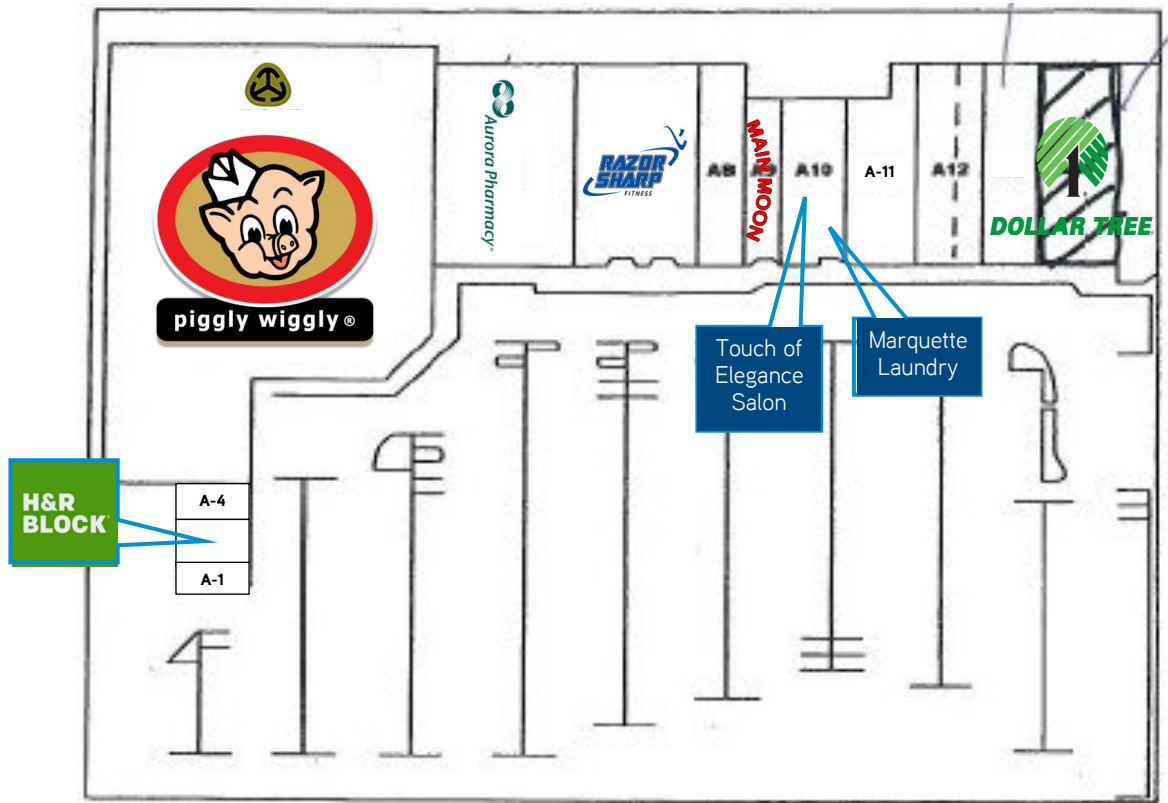 piggly wiggly®
Aurora Pharmacy
RAZOR
SHARP
FITNESS
A8
MAIN MOON
A10
A-11
A12
1
DOLLAR TREE
Touch of
Elegance
Salon
Marquette
Laundry
H&R
BLOCK
A-4
A-1